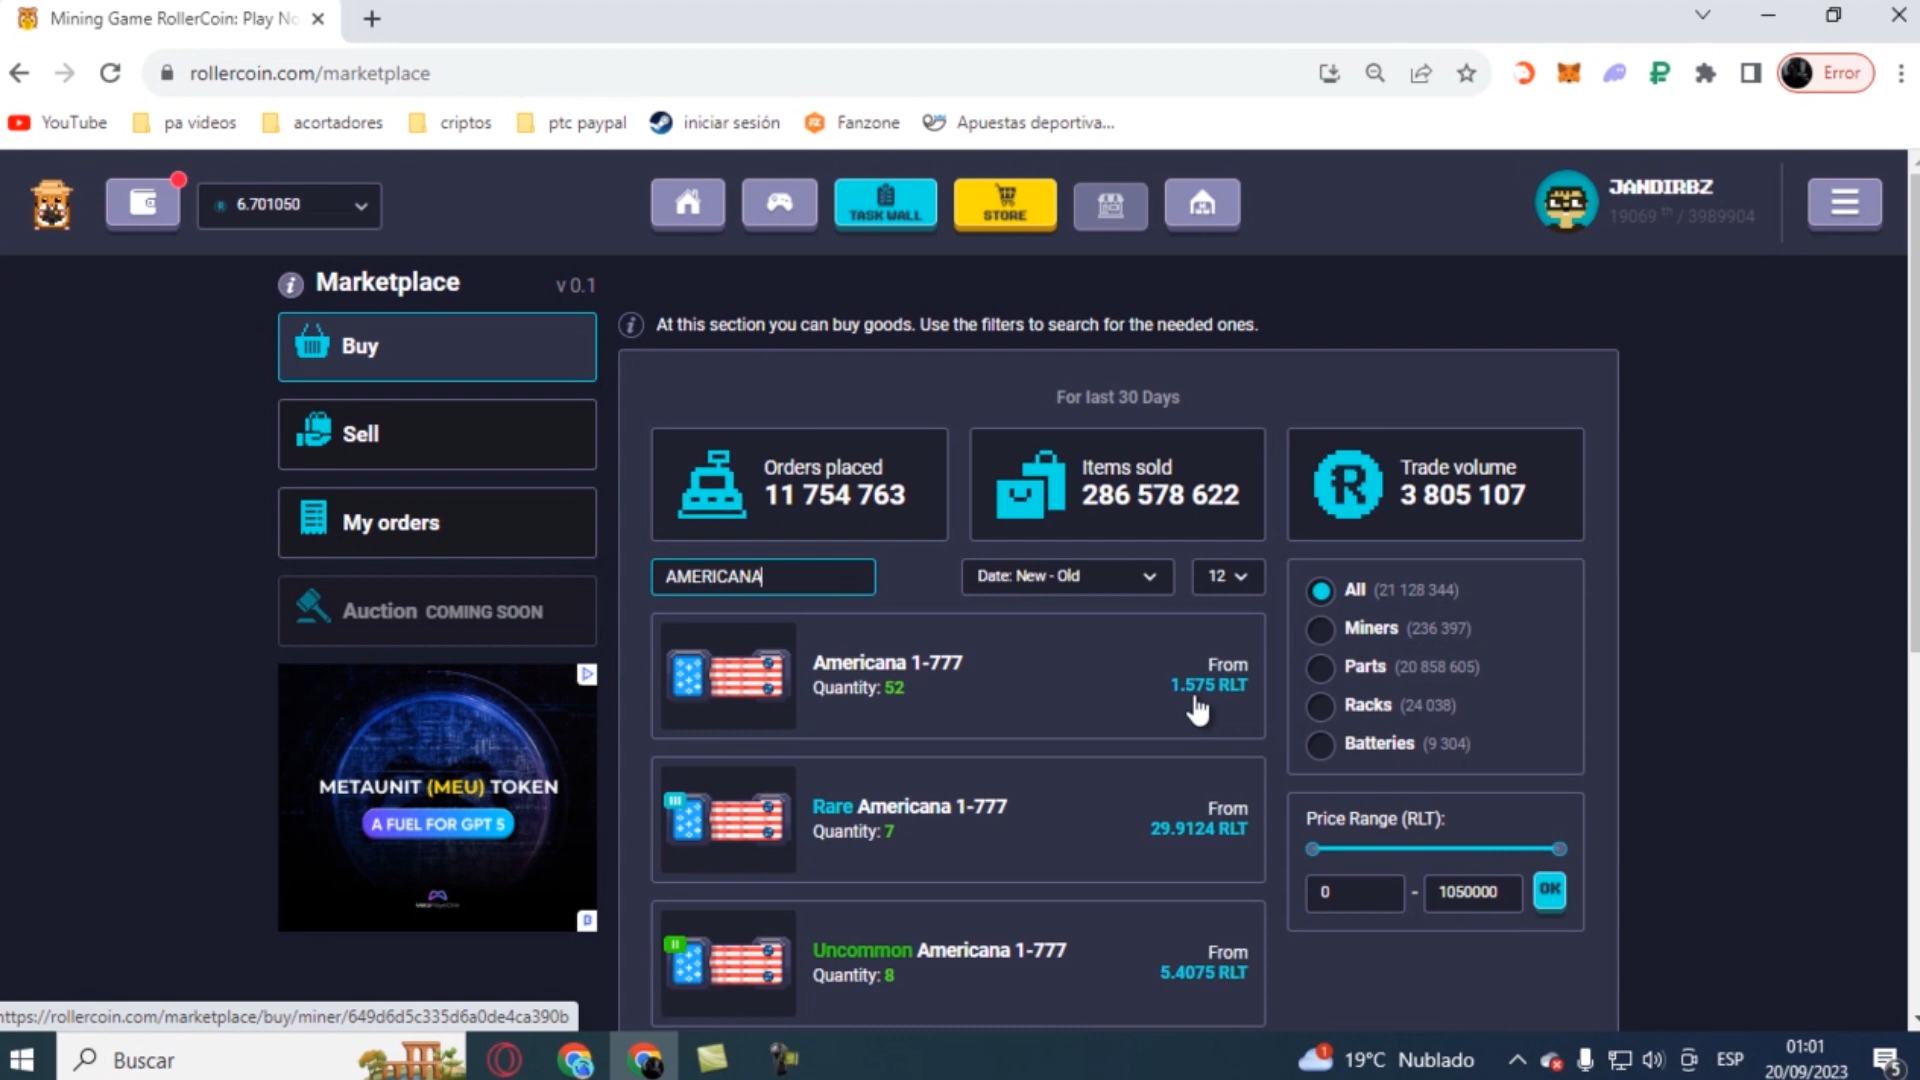 Mining Game RollerCoin: Play No
rollercoin.com/marketplace
Error
YouTube
pa videos
acortadores
criptos
ptc paypal
iniciar sesión
Fanzone
Apuestas deportiva...
6.701050
TASK WALL
STORE
JANDIRBZ
19069 th / 3989904
Marketplace
v 0.1
Buy
Sell
My orders
Auction COMING SOON
METAUNIT (MEU) TOKEN
A FUEL FOR GPT 5
At this section you can buy goods. Use the filters to search for the needed ones.
For last 30 Days
Orders placed
11 754 763
Items sold
286 578 622
Trade volume
3 805 107
AMERICANA
Date: New - Old
12
Americana 1-777
Quantity: 52
From
1.575 RLT
Rare Americana 1-777
Quantity: 7
From
29.9124 RLT
Uncommon Americana 1-777
Quantity: 8
From
5.4075 RLT
All (21 128 344)
Miners (236 397)
Parts (20 858 605)
Racks (24 038)
Batteries (9 304)
Price Range (RLT):
0 - 1050000
OK
https://rollercoin.com/marketplace/buy/miner/649d6d5c335d6a0de4ca390b
Buscar
1
19°C Nublado
ESP
01:01
20/09/2023
5